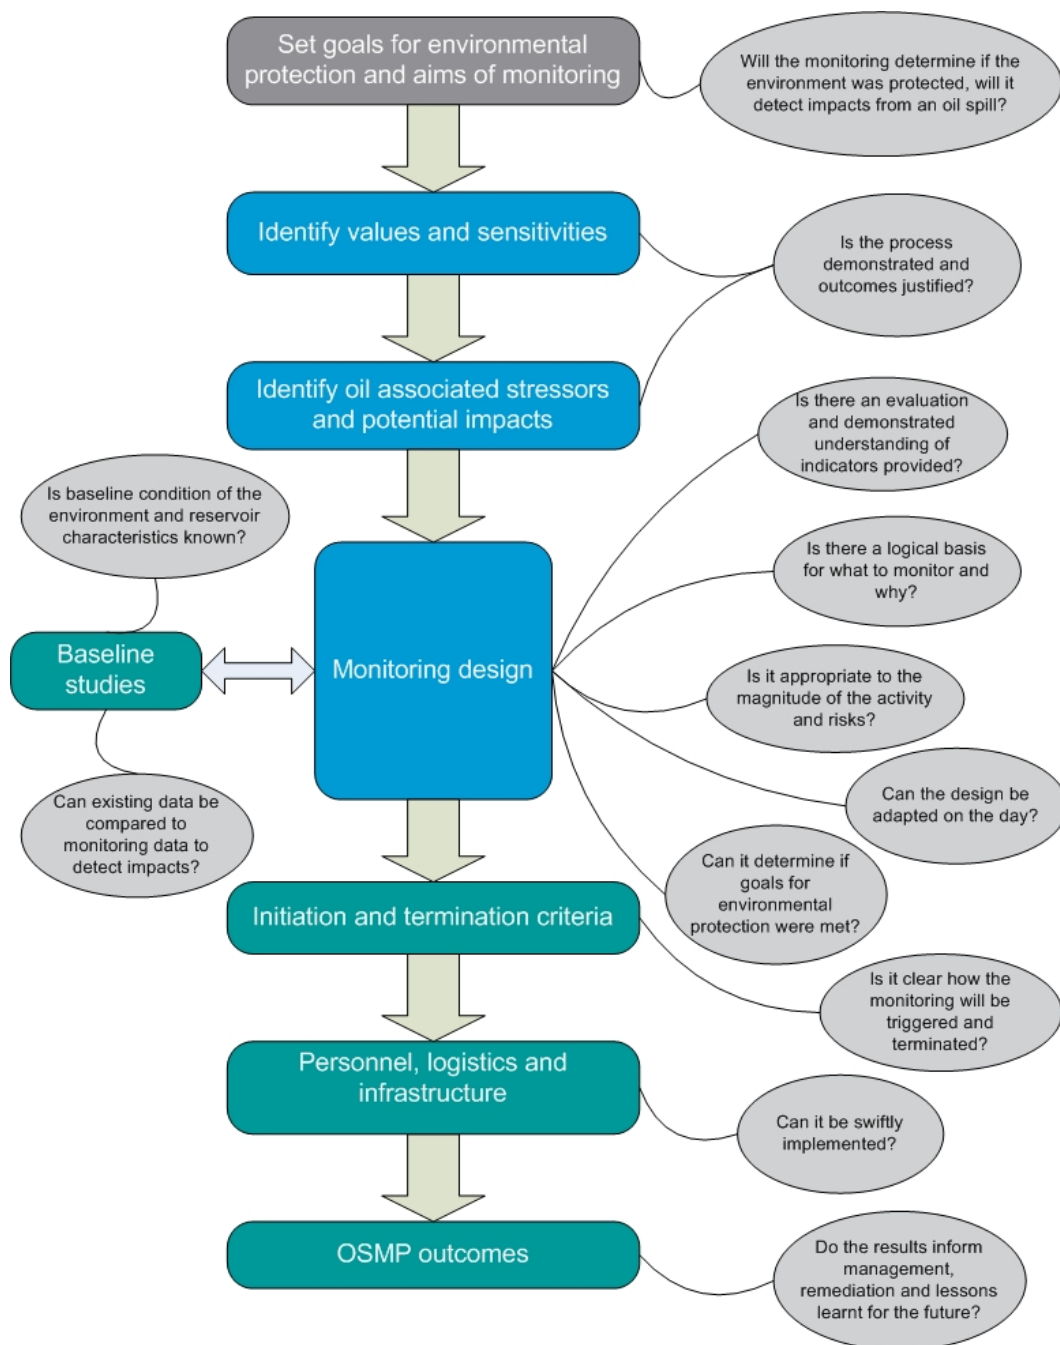 Set goals for environmental
protection and aims of monitoring
Will the monitoring determine if the
environment was protected, will it
detect impacts from an oil spill?
Identify values and sensitivities
Is the process
demonstrated and
outcomes justified?
Identify oil associated stressors
and potential impacts
Is there an evaluation
and demonstrated
understanding of
indicators provided?
Is baseline condition of the
environment and reservoir
characteristics known?
Is there a logical basis
for what to monitor and
why?
Baseline
studies
Monitoring design
Is it appropriate to the
magnitude of the activity
and risks?
Can existing data be
compared to
monitoring data to
detect impacts?
Can the design be
adapted on the day?
Can it determine if
goals for
environmental
protection were met?
Initiation and termination criteria
Is it clear how the
monitoring will be
triggered and
terminated?
Personnel, logistics and
infrastructure
Can it be swiftly
implemented?
OSMP outcomes
Do the results inform
management,
remediation and lessons
learnt for the future?